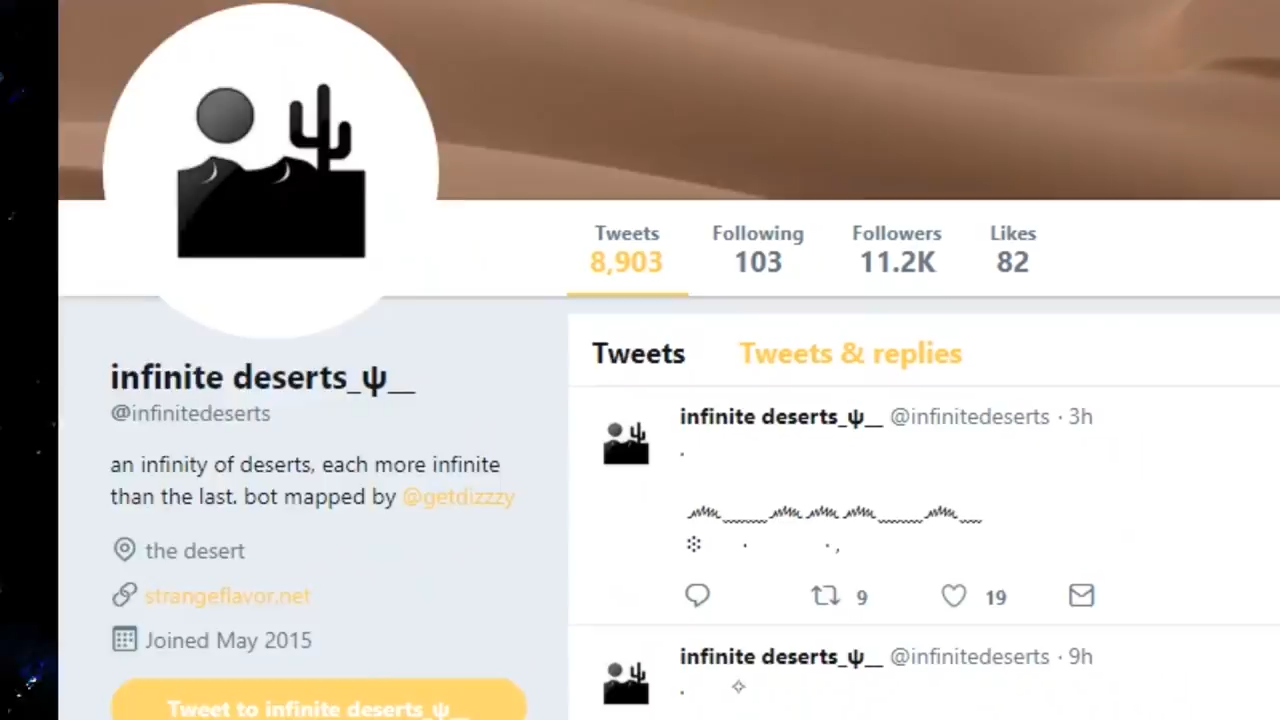 Tweets Following Followers Likes
8,903 103 11.2K 82
infinite deserts_ψ__
@infinitedeserts
an infinity of deserts, each more infinite
than the last. bot mapped by @getdizzzy
the desert
strangeflavor.net
Joined May 2015
Tweet to infinite deserts_ψ__
Tweets Tweets & replies
infinite deserts_ψ__ @infinitedeserts · 3h
.
9 19
infinite deserts_ψ__ @infinitedeserts · 9h
. ✧